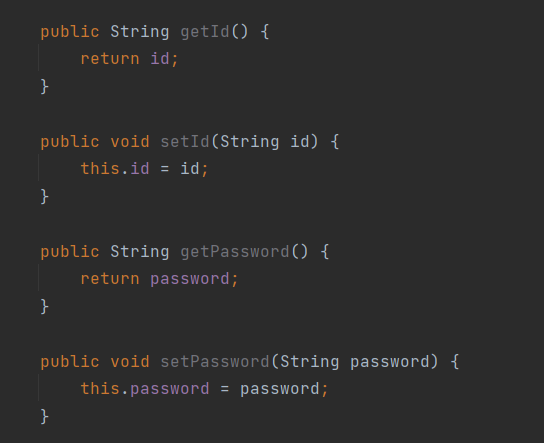 public String getId() {
    return id;
}

public void setId(String id) {
    this.id = id;
}

public String getPassword() {
    return password;
}

public void setPassword(String password) {
    this.password = password;
}